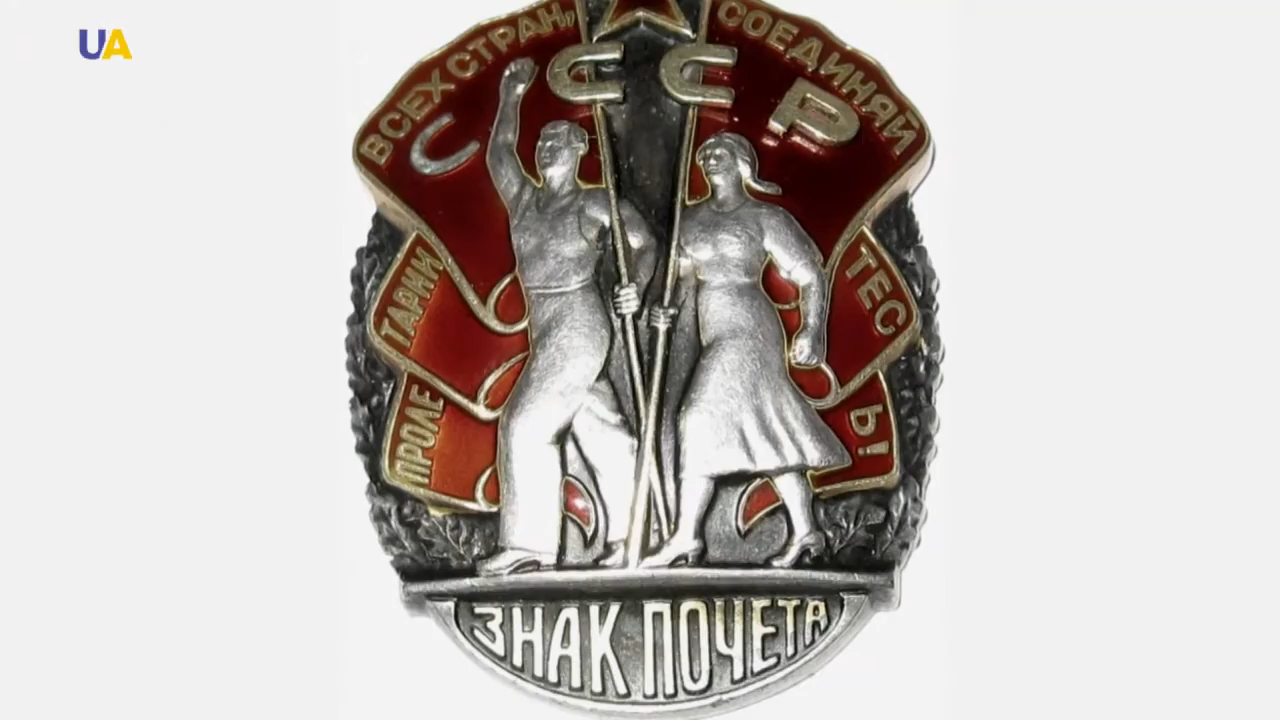 UA
ПРОЛЕ
ТАРИИ
ВСЕХ СТРАН,
СОЕДИНЯЙ
ТЕС
Ь!
СССР
ЗНАК ПОЧЕТА